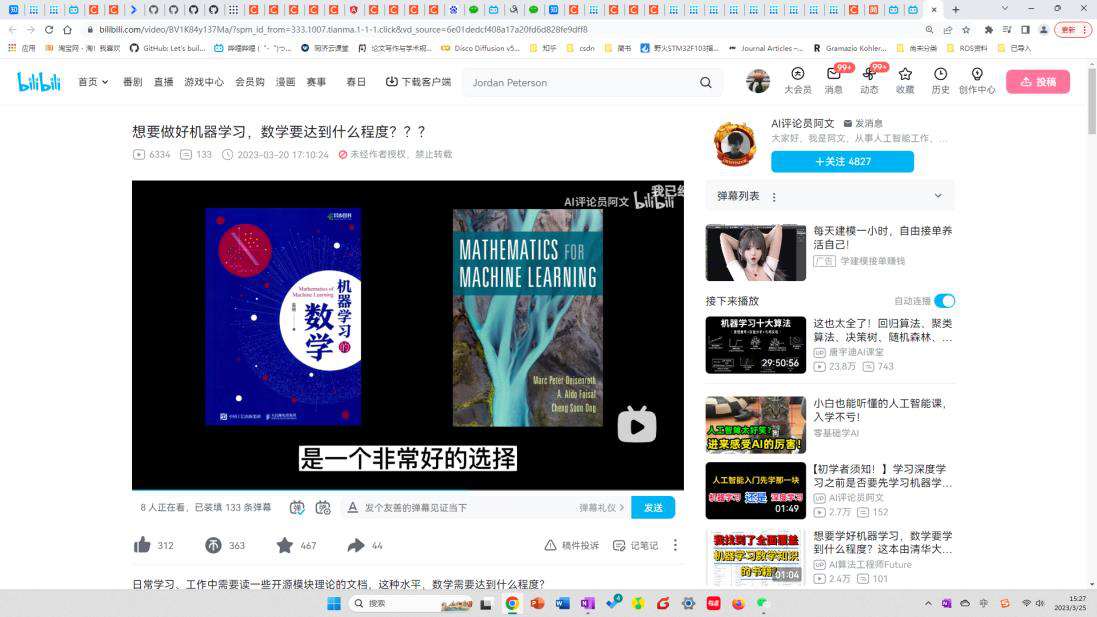 bilibili.com/video/BV1K84y137Ma/?spm_id_from=333.1007.tianma.1-1-1.click&vd_source=6e01dedcf408a17a20fd6d828fe9dff8
更新
应用
淘宝网 - 淘！我喜欢
GitHub: Let's buil...
哔哩哔哩 ( ゜- ゜)つ...
同济云课堂
论文写作与学术规...
Disco Diffusion v5...
知乎
csdn
简书
野火STM32F103指...
Journal Articles –...
Gramazio Kohler...
尚未分类
ROS资料
已导入
bilibili
首页
番剧
直播
游戏中心
会员购
漫画
赛事
春日
下载客户端
Jordan Peterson
大会员
99+
消息
99+
动态
收藏
历史
创作中心
投稿
想要做好机器学习，数学要达到什么程度？？？
6334
133
2023-03-20 17:10:24
未经作者授权，禁止转载
AI评论员阿文
bilibili
Mathematics of
Machine Learning
机器学习的
数学
MATHEMATICS FOR
MACHINE LEARNING
Marc Peter Deisenroth
A. Aldo Faisal
Cheng Soon Ong
是一个非常好的选择
8 人正在看，已装填 133 条弹幕
发个友善的弹幕见证当下
弹幕礼仪
发送
312
363
467
44
稿件投诉
记笔记
日常学习、工作中需要读一些开源模块理论的文档，这种水平，数学需要达到什么程度？
AI评论员阿文
发消息
大家好，我是阿文，从事人工智能工作，...
+关注 4827
弹幕列表
每天建模一小时，自由接单养
活自己！
广告
学建模接单赚钱
接下来播放
自动连播
机器学习十大算法
29:50:56
这也太全了！回归算法、聚类
算法、决策树、随机森林、...
UP 唐宇迪AI课堂
23.8万
743
人工智障太好笑？
进来感受AI的厉害！
小白也能听懂的人工智能课，
入学不亏！
零基础学AI
人工智能入门先学那一块
机器学习 还是 深度学习
01:49
【初学者须知！】学习深度学
习之前是否要先学习机器学...
UP AI评论员阿文
2.7万
152
我找到了全面覆盖
机器学习数学知识
的书籍
01:04
想要学好机器学习，数学要学
到什么程度？这本由清华大...
UP AI算法工程师Future
2.4万
101
搜索
15:27
2023/3/25